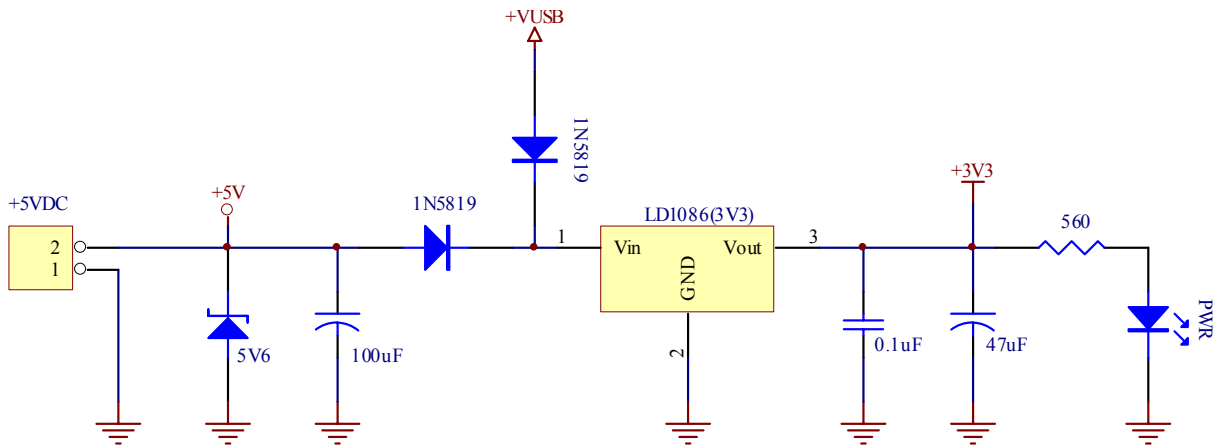 +VUSB
1N5819
+5V
+3V3
+5VDC
1N5819
LD1086(3V3)
560
2
1
1
Vin
Vout
3
GND
2
5V6
100uF
0.1uF
47uF
PWR